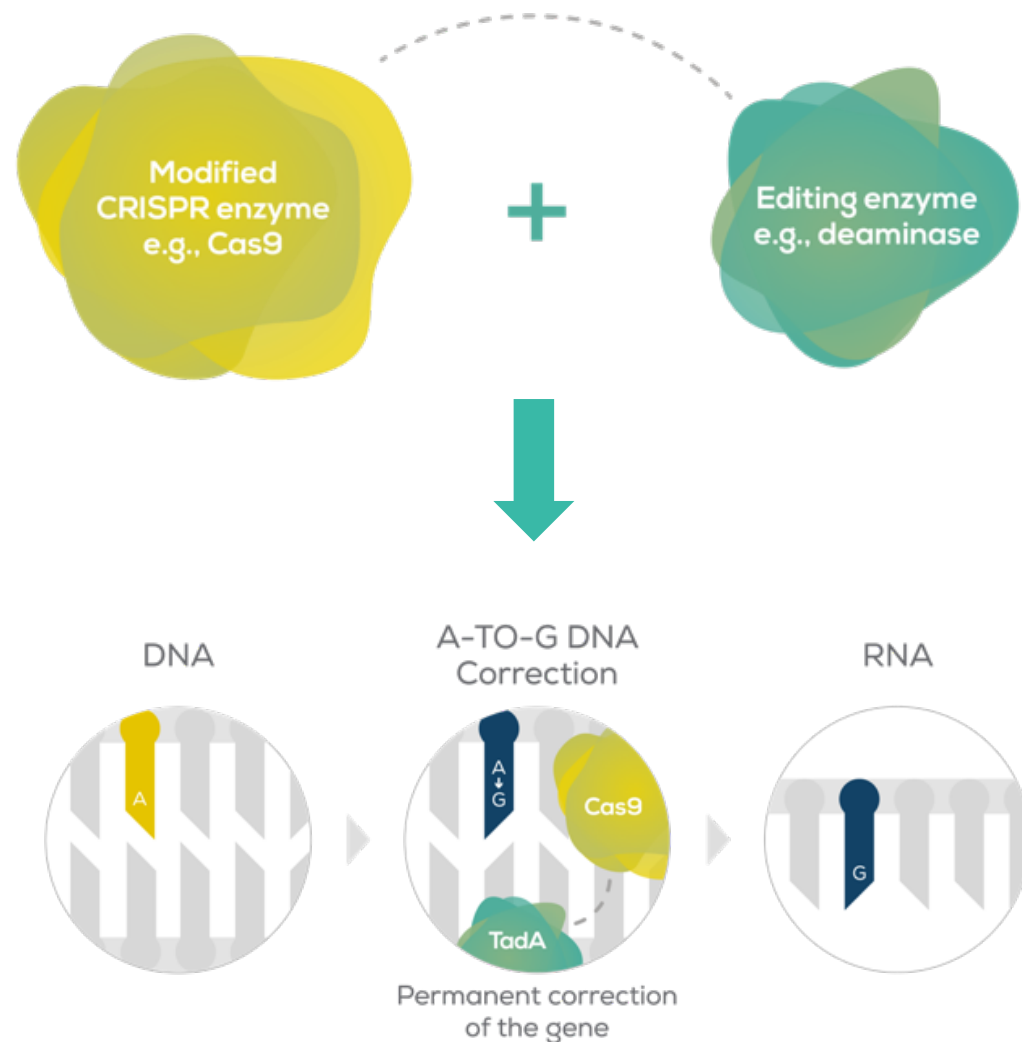 Modified
CRISPR enzyme
e.g., Cas9
+
Editing enzyme
e.g., deaminase
DNA
A-TO-G DNA
Correction
RNA
A
A
G
Cas9
TadA
G
Permanent correction
of the gene